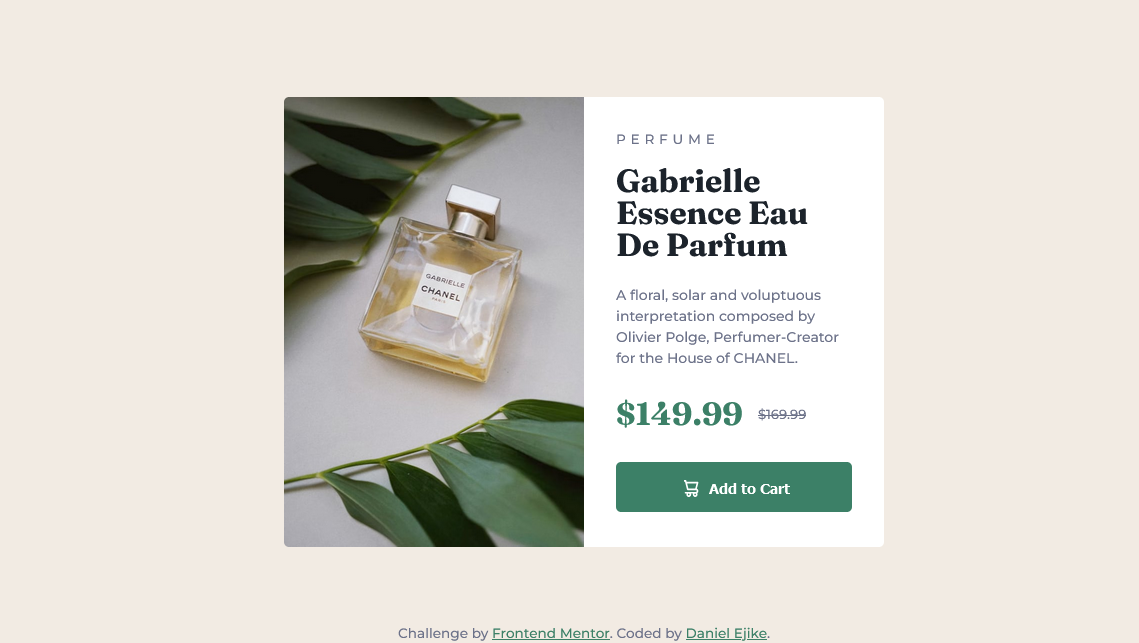 GABRIELLE
CHANEL
PARIS
PERFUME
Gabrielle
Essence Eau
De Parfum
A floral, solar and voluptuous
interpretation composed by
Olivier Polge, Perfumer-Creator
for the House of CHANEL.
$149.99 $169.99
Add to Cart
Challenge by Frontend Mentor. Coded by Daniel Ejike.